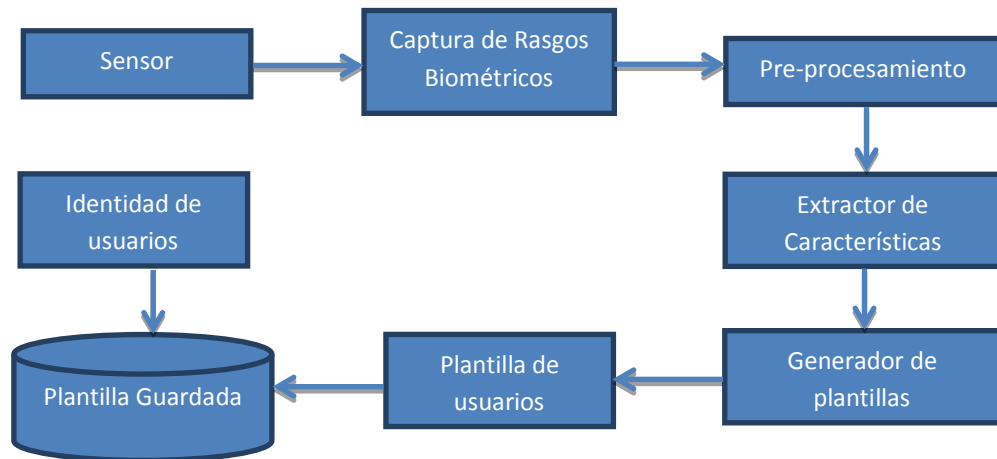 Sensor
Captura de Rasgos
Biométricos
Pre-procesamiento
Identidad de
usuarios
Extractor de
Características
Plantilla Guardada
Plantilla de
usuarios
Generador de
plantillas